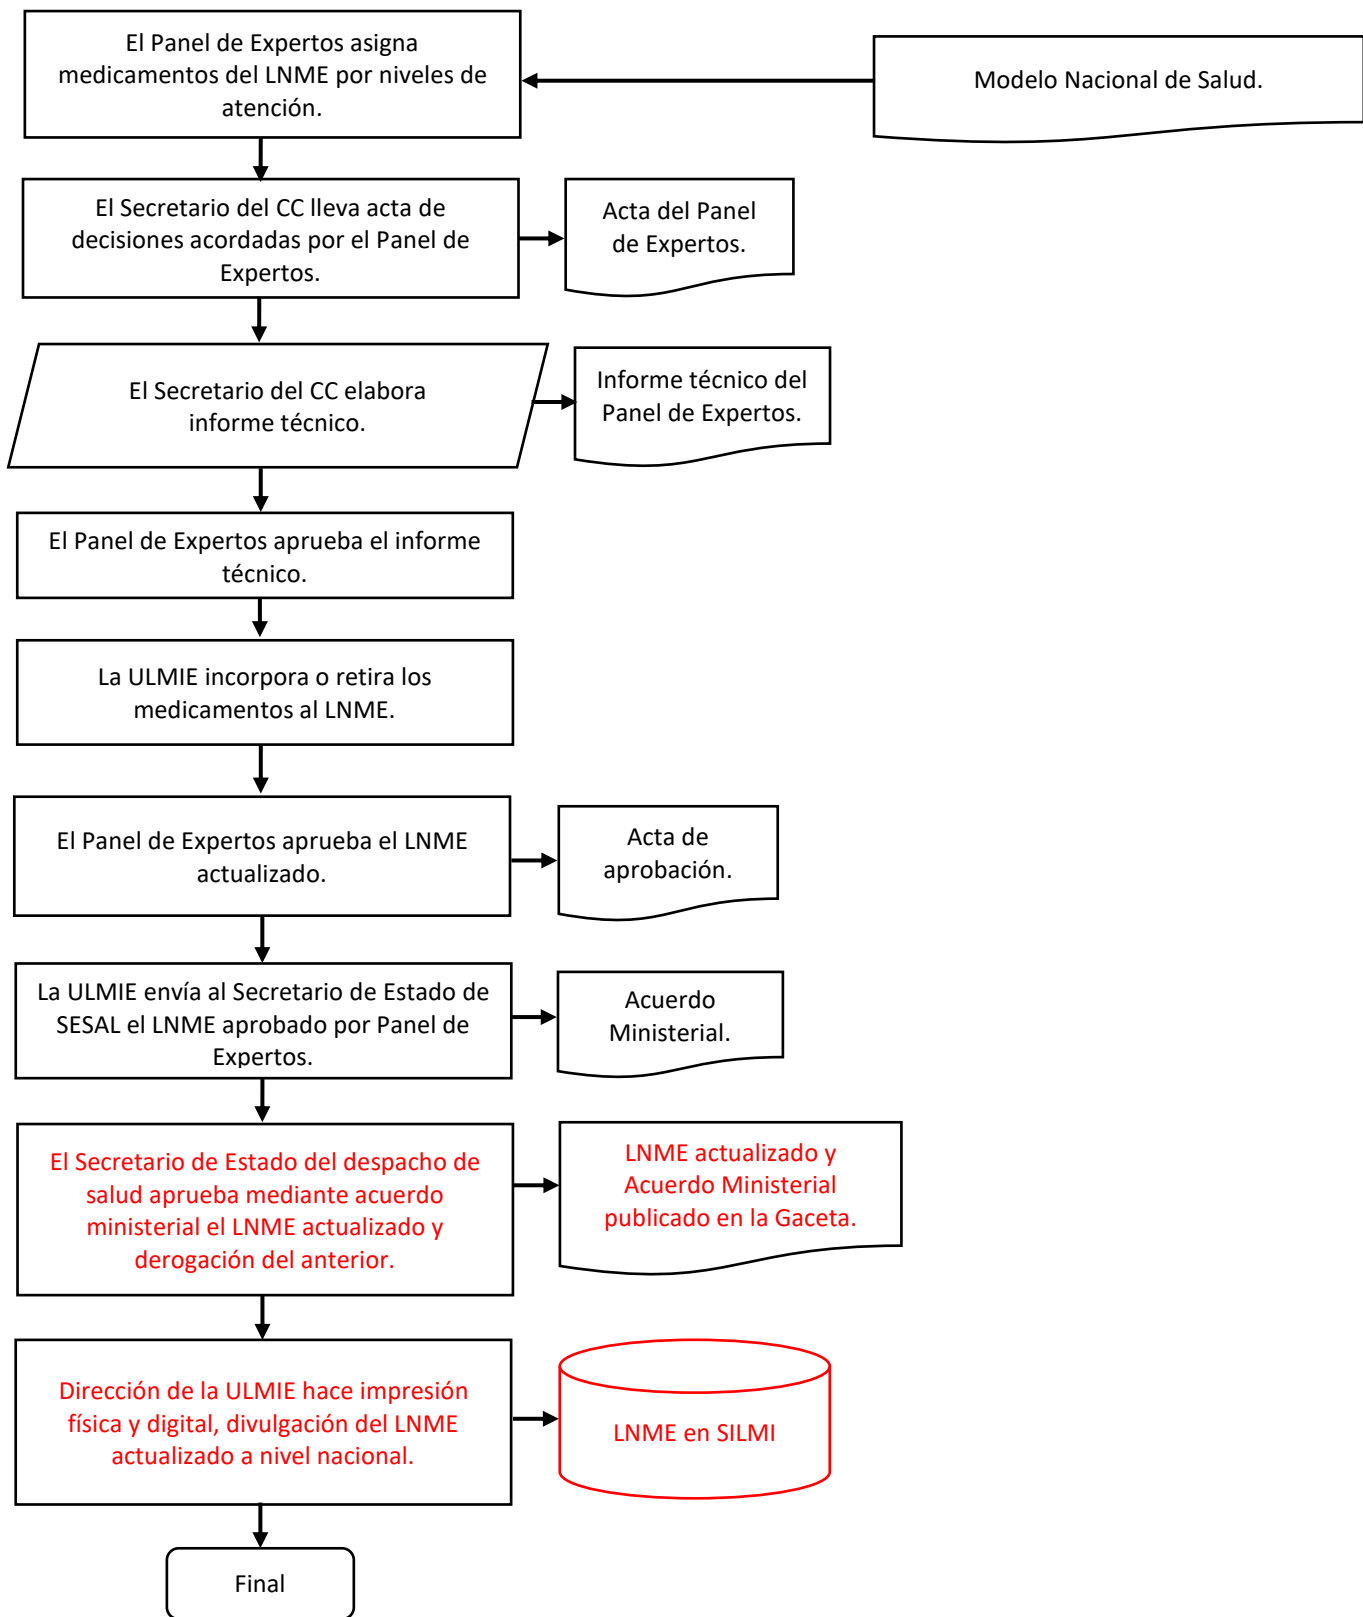 El Panel de Expertos asigna
medicamentos del LNME por niveles de
atención.
Modelo Nacional de Salud.
El Secretario del CC lleva acta de
decisiones acordadas por el Panel de
Expertos.
Acta del Panel
de Expertos.
El Secretario del CC elabora
informe técnico.
Informe técnico del
Panel de Expertos.
El Panel de Expertos aprueba el informe
técnico.
La ULMIE incorpora o retira los
medicamentos al LNME.
El Panel de Expertos aprueba el LNME
actualizado.
Acta de
aprobación.
La ULMIE envía al Secretario de Estado de
SESAL el LNME aprobado por Panel de
Expertos.
Acuerdo
Ministerial.
El Secretario de Estado del despacho de
salud aprueba mediante acuerdo
ministerial el LNME actualizado y
derogación del anterior.
LNME actualizado y
Acuerdo Ministerial
publicado en la Gaceta.
Dirección de la ULMIE hace impresión
física y digital, divulgación del LNME
actualizado a nivel nacional.
LNME en SILMI
Final